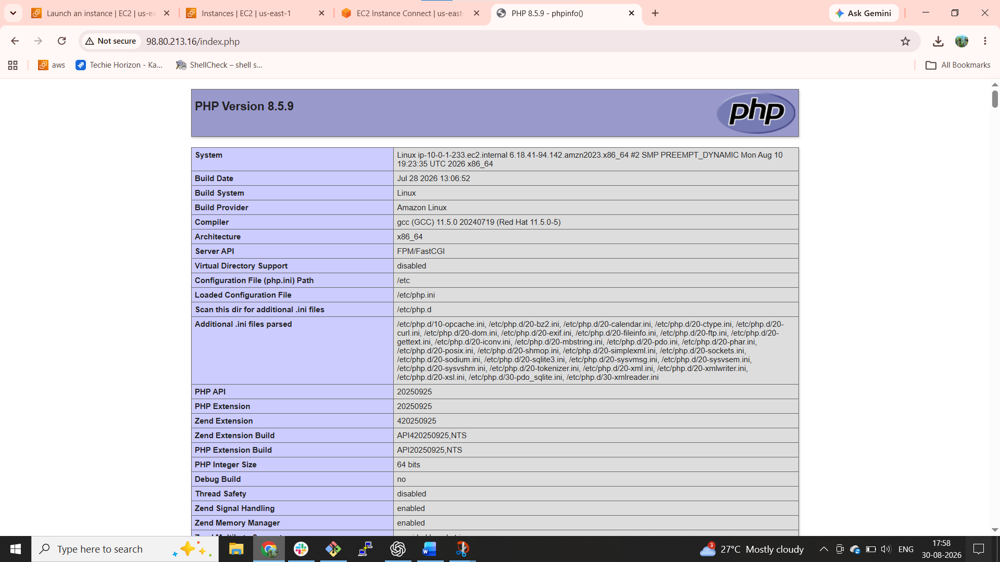 Launch an instance | EC2 | us-ea
Instances | EC2 | us-east-1
EC2 Instance Connect | us-east-
PHP 8.5.9 - phpinfo()
Ask Gemini
Not secure
98.80.213.16/index.php
aws
Techie Horizon - Ka...
ShellCheck – shell s...
All Bookmarks
PHP Version 8.5.9
php
System
Linux ip-10-0-1-233.ec2.internal 6.18.41-94.142.amzn2023.x86_64 #2 SMP PREEMPT_DYNAMIC Mon Aug 10
19:23:35 UTC 2026 x86_64
Build Date
Jul 28 2026 13:06:52
Build System
Linux
Build Provider
Amazon Linux
Compiler
gcc (GCC) 11.5.0 20240719 (Red Hat 11.5.0-5)
Architecture
x86_64
Server API
FPM/FastCGI
Virtual Directory Support
disabled
Configuration File (php.ini) Path
/etc
Loaded Configuration File
/etc/php.ini
Scan this dir for additional .ini files
/etc/php.d
Additional .ini files parsed
/etc/php.d/10-opcache.ini, /etc/php.d/20-bz2.ini, /etc/php.d/20-calendar.ini, /etc/php.d/20-ctype.ini, /etc/php.d/20-
curl.ini, /etc/php.d/20-dom.ini, /etc/php.d/20-exif.ini, /etc/php.d/20-fileinfo.ini, /etc/php.d/20-ftp.ini, /etc/php.d/20-
gettext.ini, /etc/php.d/20-iconv.ini, /etc/php.d/20-mbstring.ini, /etc/php.d/20-pdo.ini, /etc/php.d/20-phar.ini,
/etc/php.d/20-posix.ini, /etc/php.d/20-shmop.ini, /etc/php.d/20-simplexml.ini, /etc/php.d/20-sockets.ini,
/etc/php.d/20-sodium.ini, /etc/php.d/20-sqlite3.ini, /etc/php.d/20-sysvmsg.ini, /etc/php.d/20-sysvsem.ini,
/etc/php.d/20-sysvshm.ini, /etc/php.d/20-tokenizer.ini, /etc/php.d/20-xml.ini, /etc/php.d/20-xmlwriter.ini,
/etc/php.d/20-xsl.ini, /etc/php.d/30-pdo_sqlite.ini, /etc/php.d/30-xmlreader.ini
PHP API
20250925
PHP Extension
20250925
Zend Extension
420250925
Zend Extension Build
API420250925,NTS
PHP Extension Build
API20250925,NTS
PHP Integer Size
64 bits
Debug Build
no
Thread Safety
disabled
Zend Signal Handling
enabled
Zend Memory Manager
enabled
Type here to search
3
27°C Mostly cloudy
ENG
17:58
30-08-2026